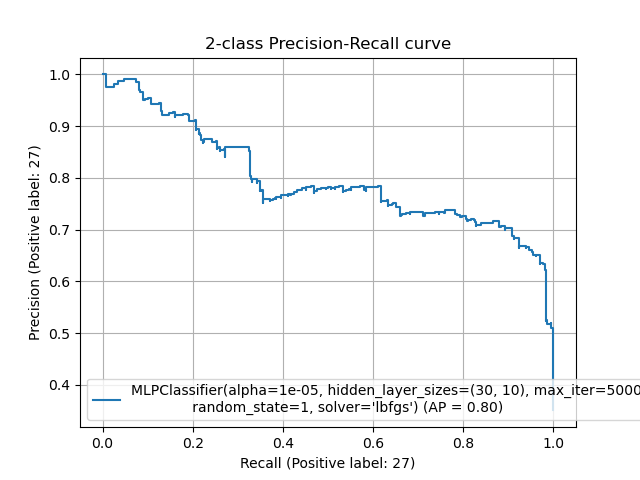 2-class Precision-Recall curve
1.0
0.9
0.8
0.7
0.6
0.5
0.4
Precision (Positive label: 27)
MLPClassifier(alpha=1e-05, hidden_layer_sizes=(30, 10), max_iter=5000
random_state=1, solver='lbfgs') (AP = 0.80)
0.0 0.2 0.4 0.6 0.8 1.0
Recall (Positive label: 27)